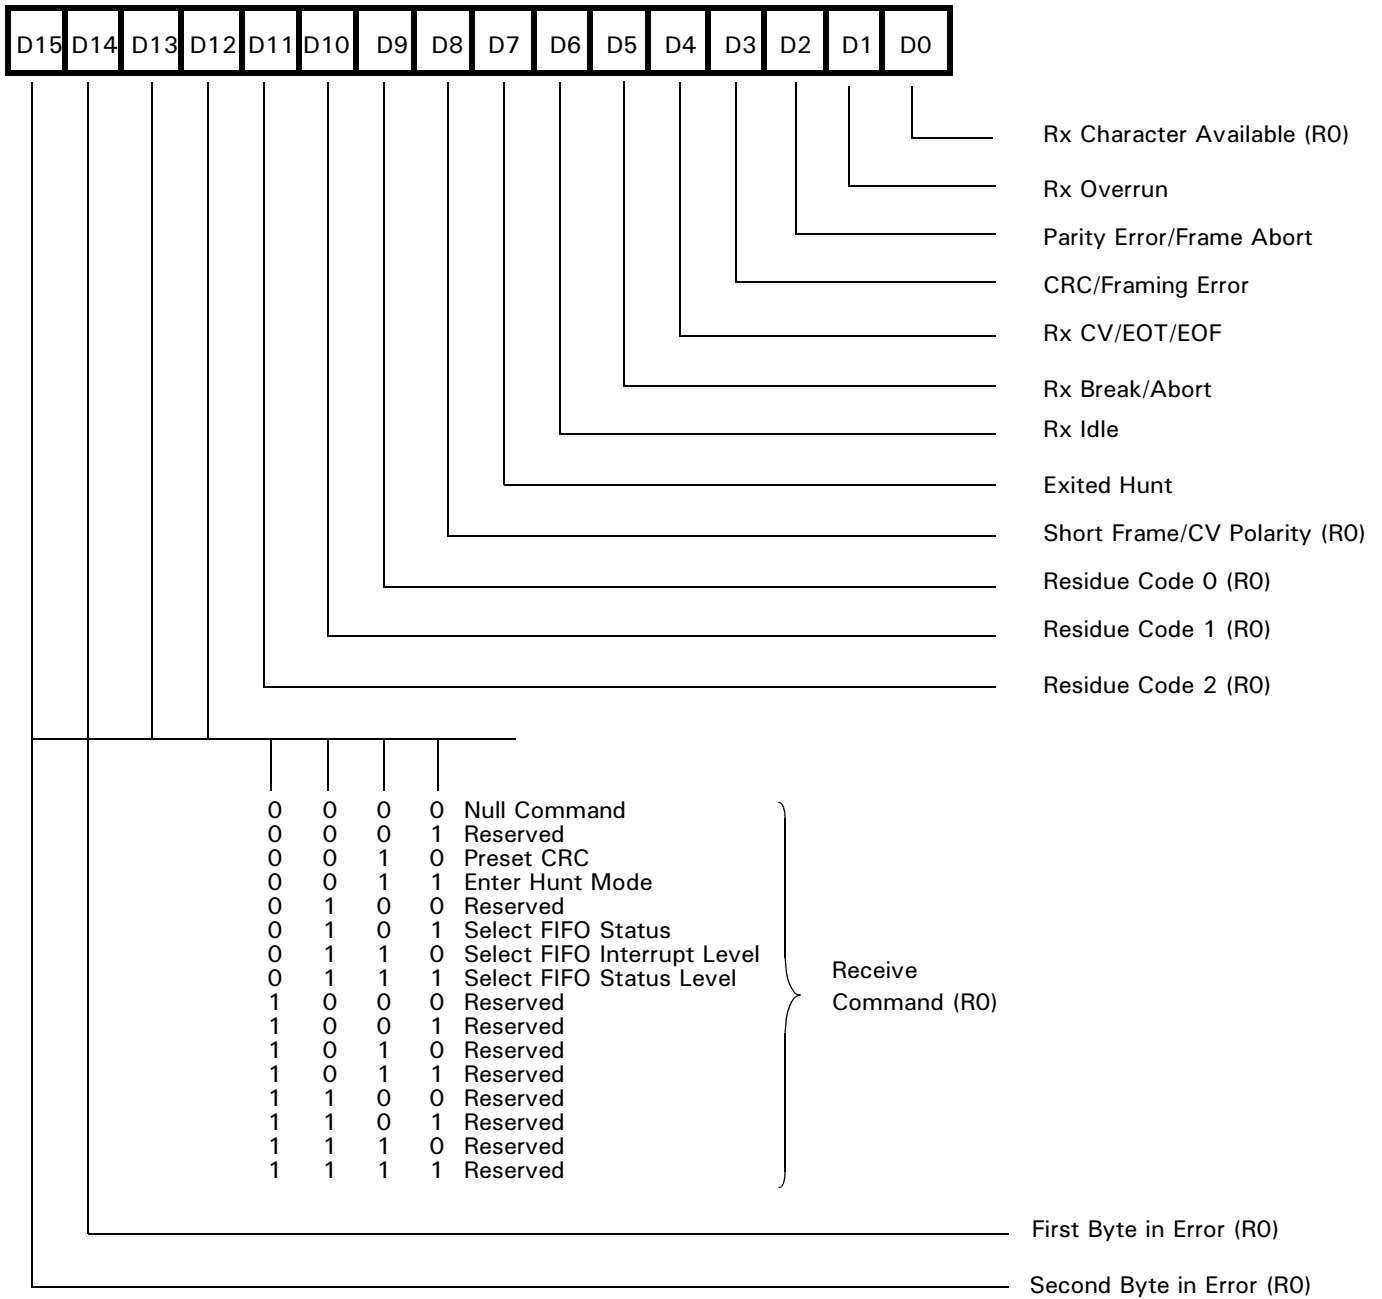 D15 D14 D13 D12 D11 D10 D9 D8 D7 D6 D5 D4 D3 D2 D1 D0
Rx Character Available (R0)
Rx Overrun
Parity Error/Frame Abort
CRC/Framing Error
Rx CV/EOT/EOF
Rx Break/Abort
Rx Idle
Exited Hunt
Short Frame/CV Polarity (R0)
Residue Code 0 (R0)
Residue Code 1 (R0)
Residue Code 2 (R0)
0 0 0 0 Null Command
0 0 0 1 Reserved
0 0 1 0 Preset CRC
0 0 1 1 Enter Hunt Mode
0 1 0 0 Reserved
0 1 0 1 Select FIFO Status
0 1 1 0 Select FIFO Interrupt Level
0 1 1 1 Select FIFO Status Level
1 0 0 0 Reserved
1 0 0 1 Reserved
1 0 1 0 Reserved
1 0 1 1 Reserved
1 1 0 0 Reserved
1 1 0 1 Reserved
1 1 1 0 Reserved
1 1 1 1 Reserved
Receive
Command (R0)
First Byte in Error (R0)
Second Byte in Error (R0)